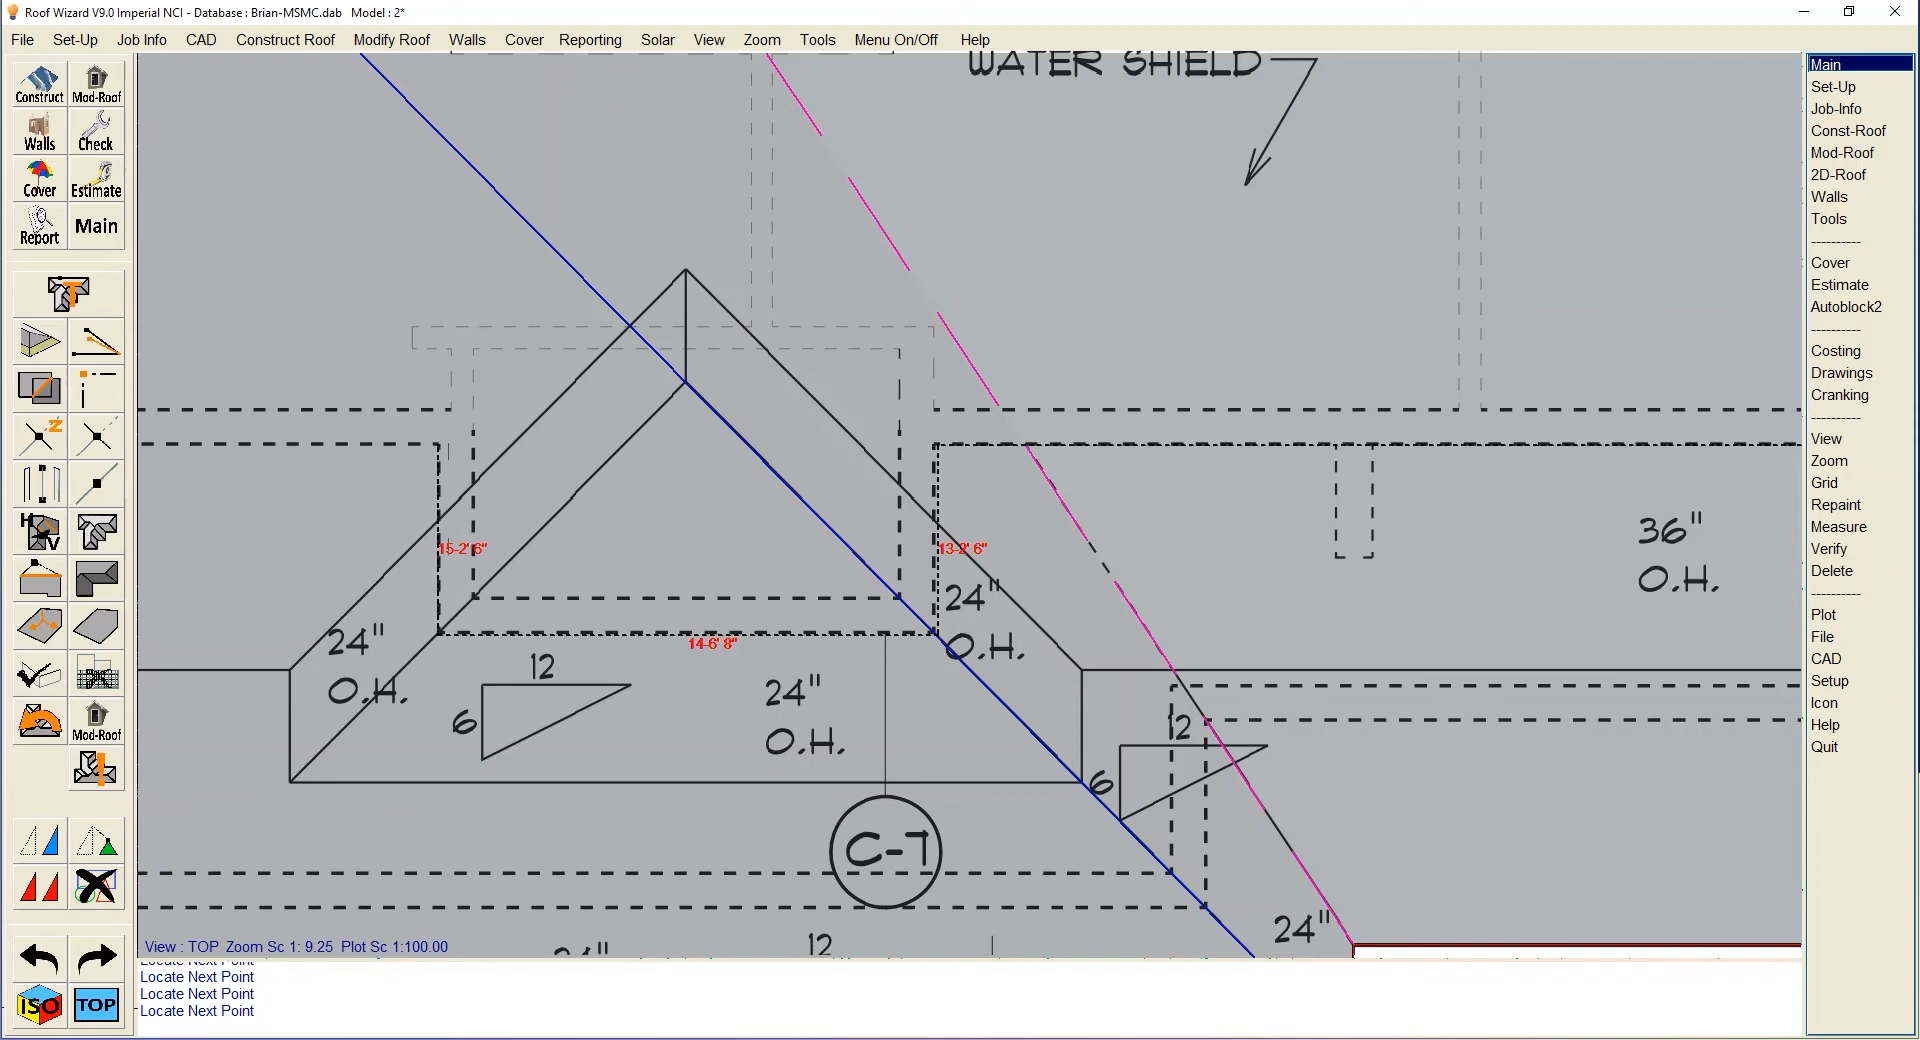 Roof Wizard V9.0 Imperial NCI - Database : Brian-MSMC.dab   Model : 2*
File Set-Up Job Info CAD Construct Roof Modify Roof Walls Cover Reporting Solar View Zoom Tools Menu On/Off Help
Construct Mod-Roof
Walls Check
Cover Estimate
Report Main
H V
Z
Mod-Roof
ISO TOP
WATER SHIELD
36"
O.H.
15-2' 6"
13-2' 6"
24"
O.H.
14-6' 8"
24"
O.H.
12
6
24"
O.H.
12
6
C-7
24"
12
View : TOP  Zoom Sc 1: 9.25  Plot Sc 1:100.00
Locate Next Point
Locate Next Point
Locate Next Point
Locate Next Point
Main
Set-Up
Job-Info
Const-Roof
Mod-Roof
2D-Roof
Walls
Tools
----------
Cover
Estimate
Autoblock2
----------
Costing
Drawings
Cranking
----------
View
Zoom
Grid
Repaint
Measure
Verify
Delete
----------
Plot
File
CAD
Setup
Icon
Help
Quit